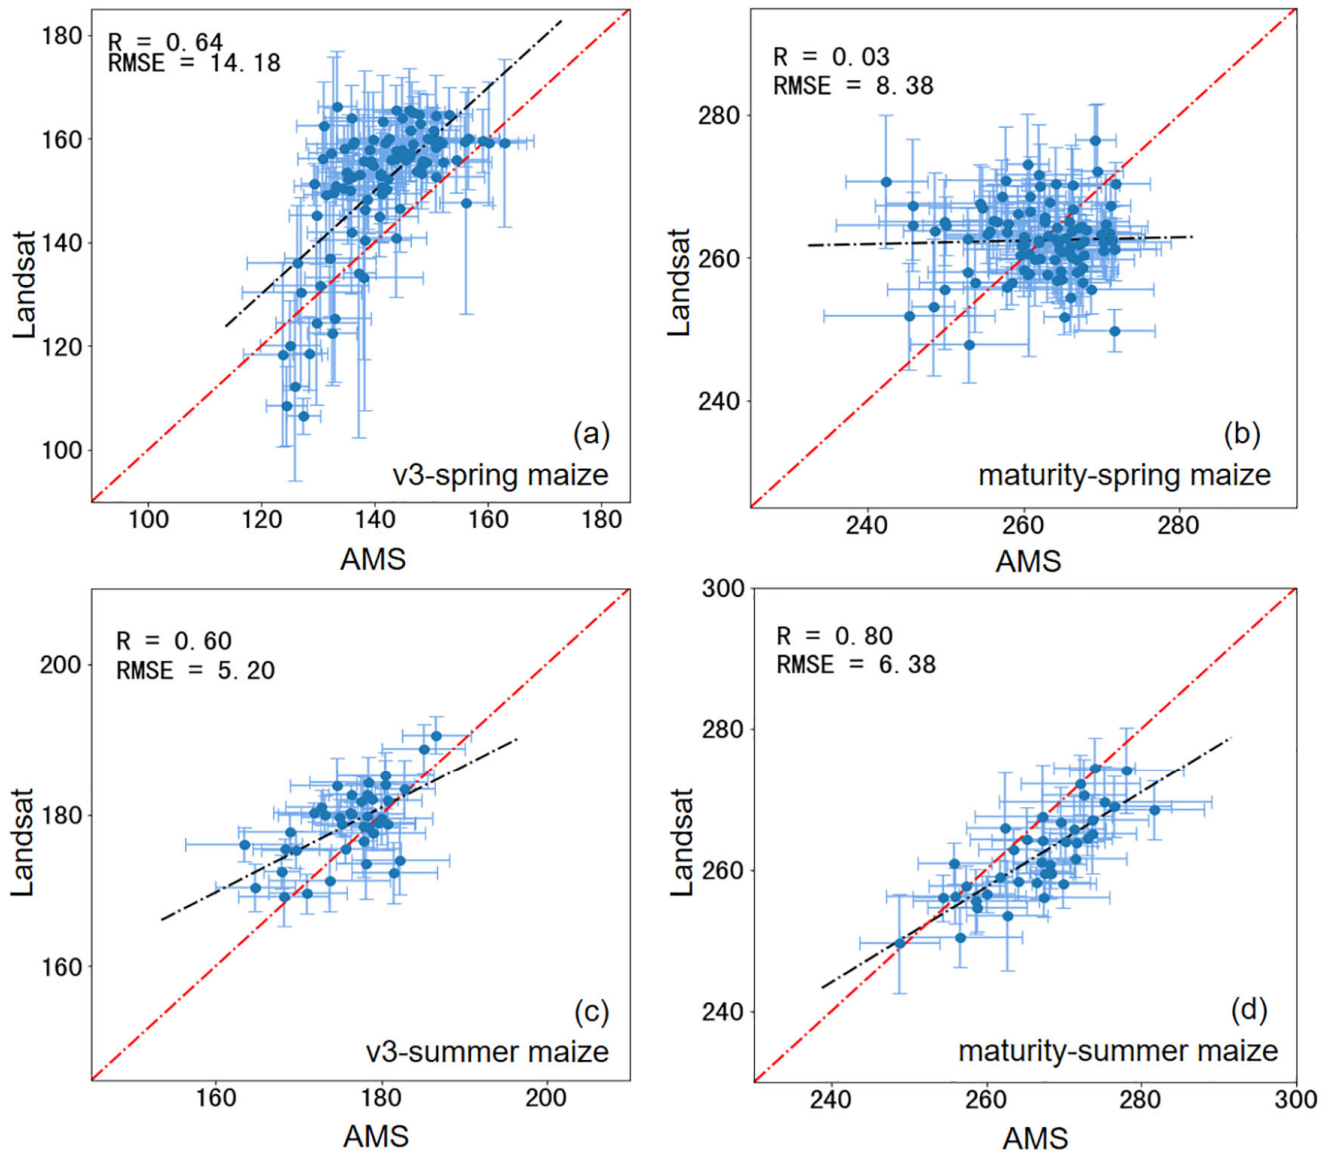 R = 0.64
RMSE = 14.18
180
160
140
120
100
Landsat
(a)
v3-spring maize
100 120 140 160 180
AMS
R = 0.03
RMSE = 8.38
280
260
240
Landsat
(b)
maturity-spring maize
240 260 280
AMS
R = 0.60
RMSE = 5.20
200
180
160
Landsat
(c)
v3-summer maize
160 180 200
AMS
300
R = 0.80
RMSE = 6.38
280
260
240
Landsat
(d)
maturity-summer maize
240 260 280 300
AMS